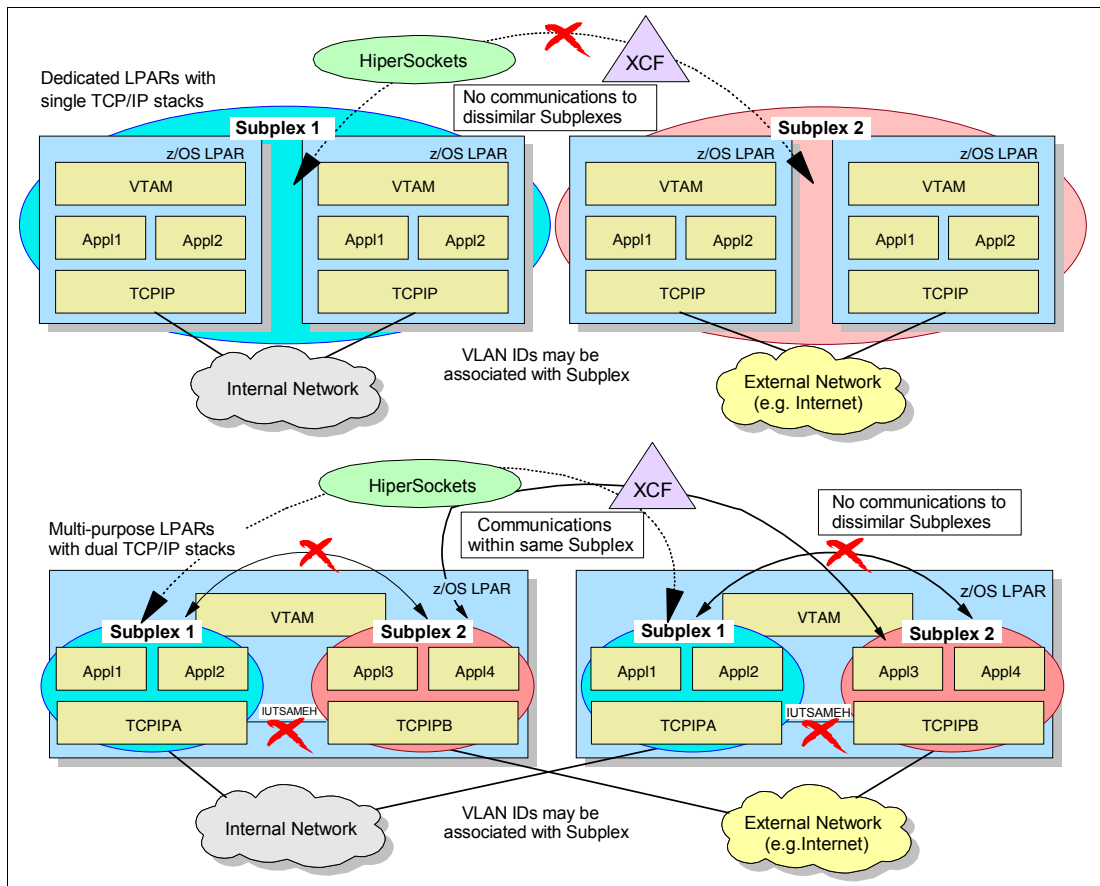 HiperSockets
XCF
Dedicated LPARs with
single TCP/IP stacks
No communications to
dissimilar Subplexes
Subplex 1
Subplex 2
z/OS LPAR
z/OS LPAR
z/OS LPAR
z/OS LPAR
VTAM
VTAM
VTAM
VTAM
Appl1
Appl2
Appl1
Appl2
Appl1
Appl2
Appl1
Appl2
TCPIP
TCPIP
TCPIP
TCPIP
VLAN IDs may be
associated with Subplex
Internal Network
External Network
(e.g. Internet)
HiperSockets
XCF
Multi-purpose LPARs
with dual TCP/IP stacks
Communications
within same Subplex
No communications to
dissimilar Subplexes
z/OS LPAR
z/OS LPAR
VTAM
VTAM
Subplex 1
Subplex 2
Subplex 1
Subplex 2
Appl1
Appl2
Appl3
Appl4
Appl1
Appl2
Appl3
Appl4
IUTSAMEH
IUTSAMEH
TCPIPA
TCPIPB
TCPIPA
TCPIPB
VLAN IDs may be
associated with Subplex
Internal Network
External Network
(e.g.Internet)